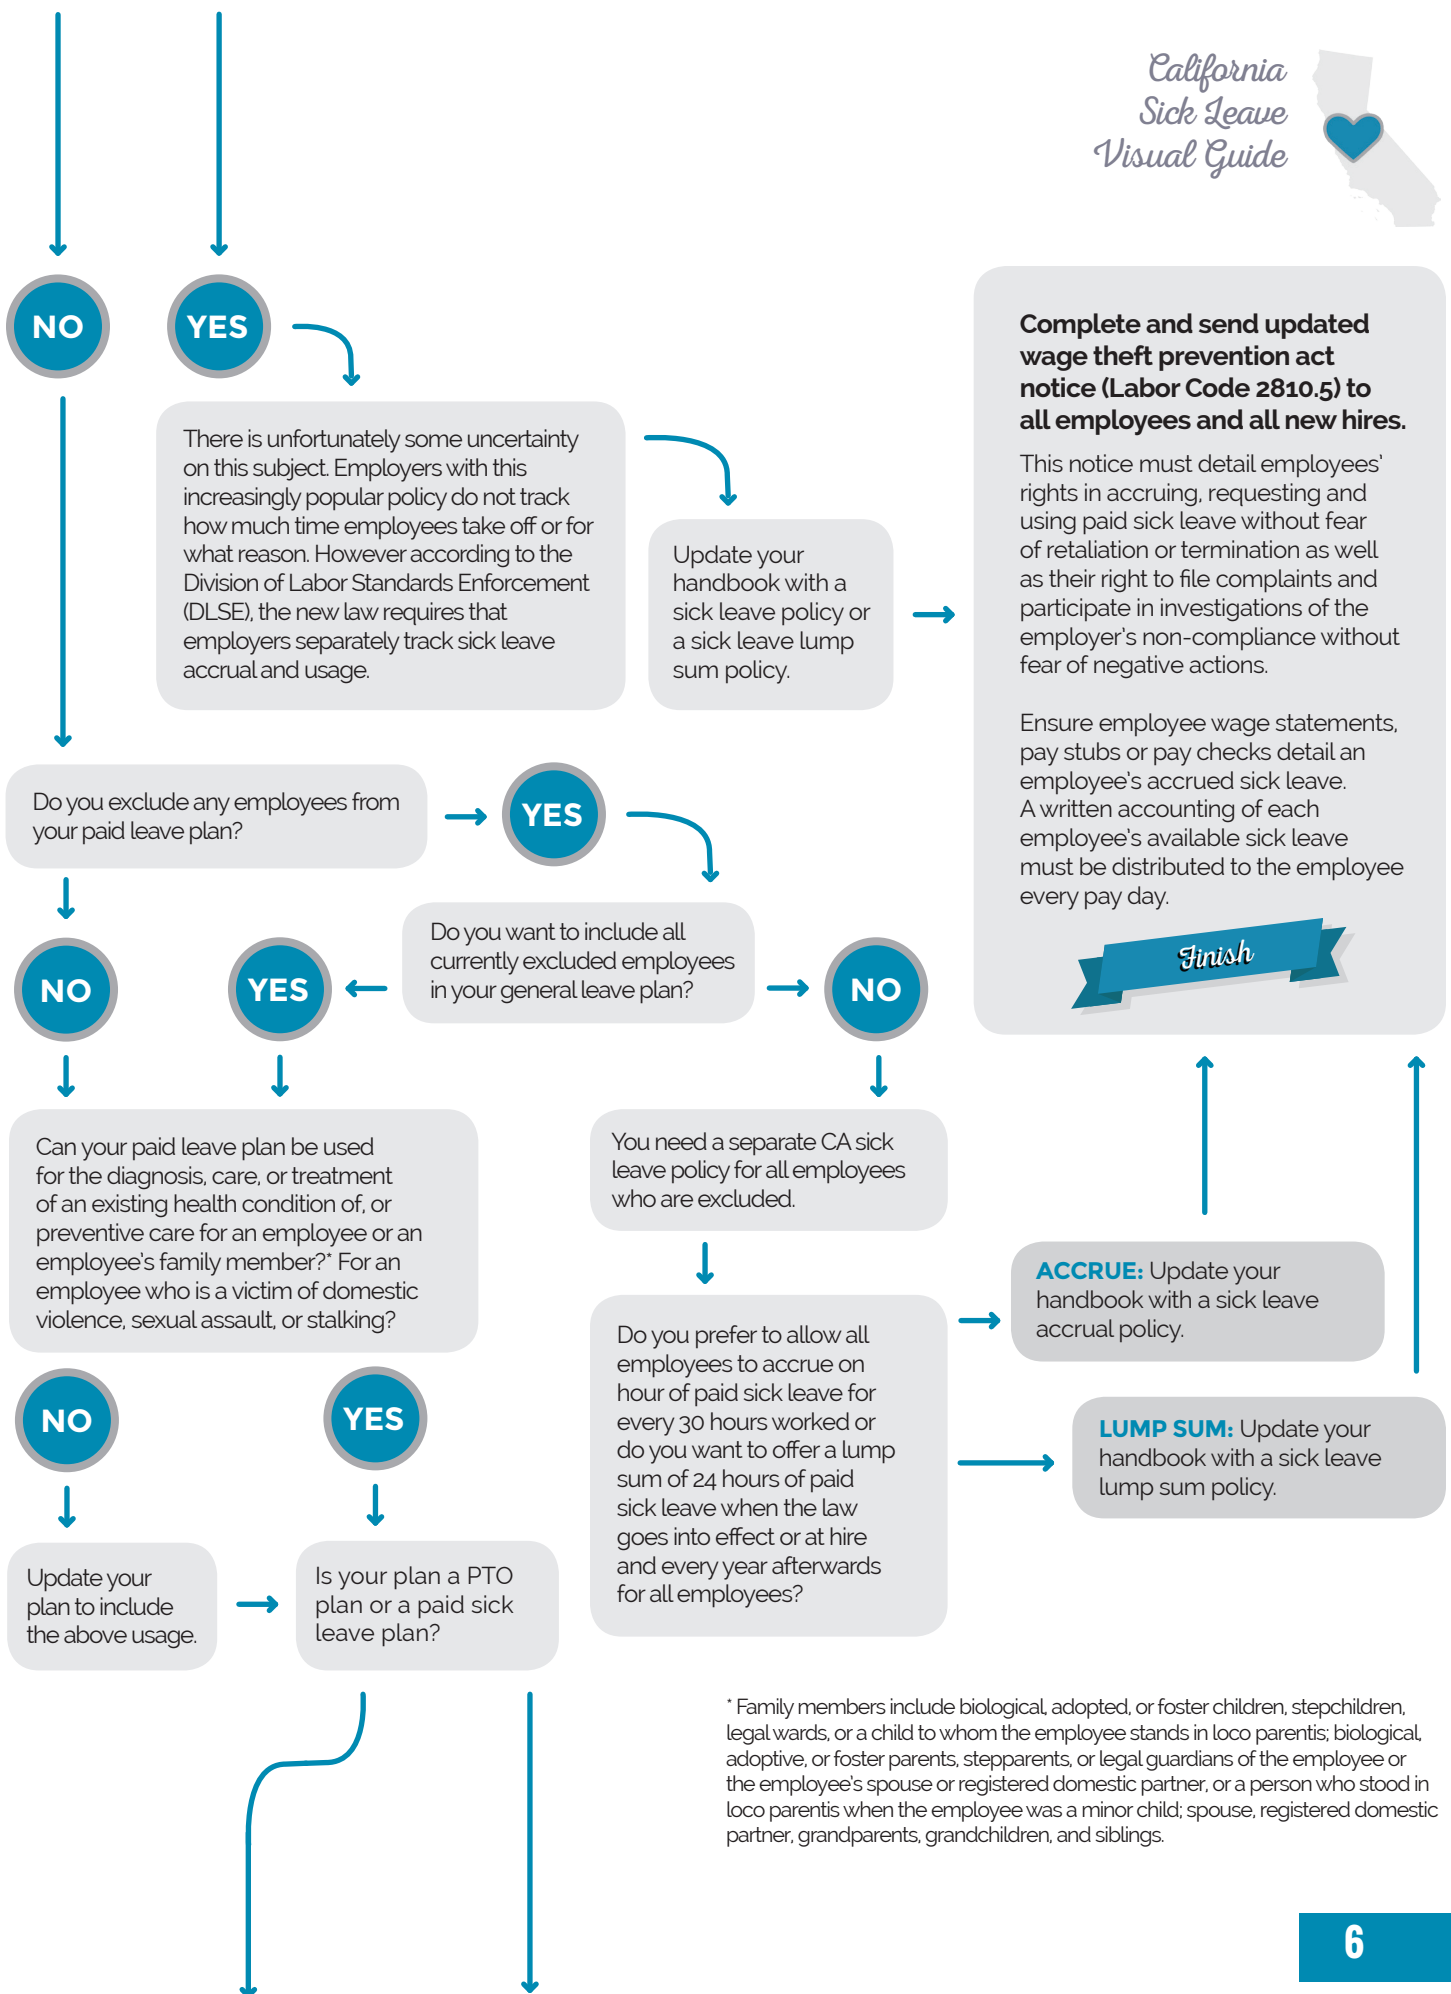 California
Sick Leave
Visual Guide
NO
YES
There is unfortunately some uncertainty
on this subject. Employers with this
increasingly popular policy do not track
how much time employees take off or for
what reason. However according to the
Division of Labor Standards Enforcement
(DLSE), the new law requires that
employers separately track sick leave
accrual and usage.
Update your
handbook with a
sick leave policy or
a sick leave lump
sum policy.
Complete and send updated
wage theft prevention act
notice (Labor Code 2810.5) to
all employees and all new hires.
This notice must detail employees'
rights in accruing, requesting and
using paid sick leave without fear
of retaliation or termination as well
as their right to file complaints and
participate in investigations of the
employer's non-compliance without
fear of negative actions.
Ensure employee wage statements,
pay stubs or pay checks detail an
employee's accrued sick leave.
A written accounting of each
employee's available sick leave
must be distributed to the employee
every pay day.
Finish
Do you exclude any employees from
your paid leave plan?
YES
NO
YES
Do you want to include all
currently excluded employees
in your general leave plan?
NO
Can your paid leave plan be used
for the diagnosis, care, or treatment
of an existing health condition of, or
preventive care for an employee or an
employee's family member?* For an
employee who is a victim of domestic
violence, sexual assault, or stalking?
You need a separate CA sick
leave policy for all employees
who are excluded.
Do you prefer to allow all
employees to accrue on
hour of paid sick leave for
every 30 hours worked or
do you want to offer a lump
sum of 24 hours of paid
sick leave when the law
goes into effect or at hire
and every year afterwards
for all employees?
ACCRUE: Update your
handbook with a sick leave
accrual policy.
LUMP SUM: Update your
handbook with a sick leave
lump sum policy.
NO
YES
Update your
plan to include
the above usage.
Is your plan a PTO
plan or a paid sick
leave plan?
* Family members include biological, adopted, or foster children, stepchildren,
legal wards, or a child to whom the employee stands in loco parentis; biological,
adoptive, or foster parents, stepparents, or legal guardians of the employee or
the employee's spouse or registered domestic partner, or a person who stood in
loco parentis when the employee was a minor child; spouse, registered domestic
partner, grandparents, grandchildren, and siblings.
6